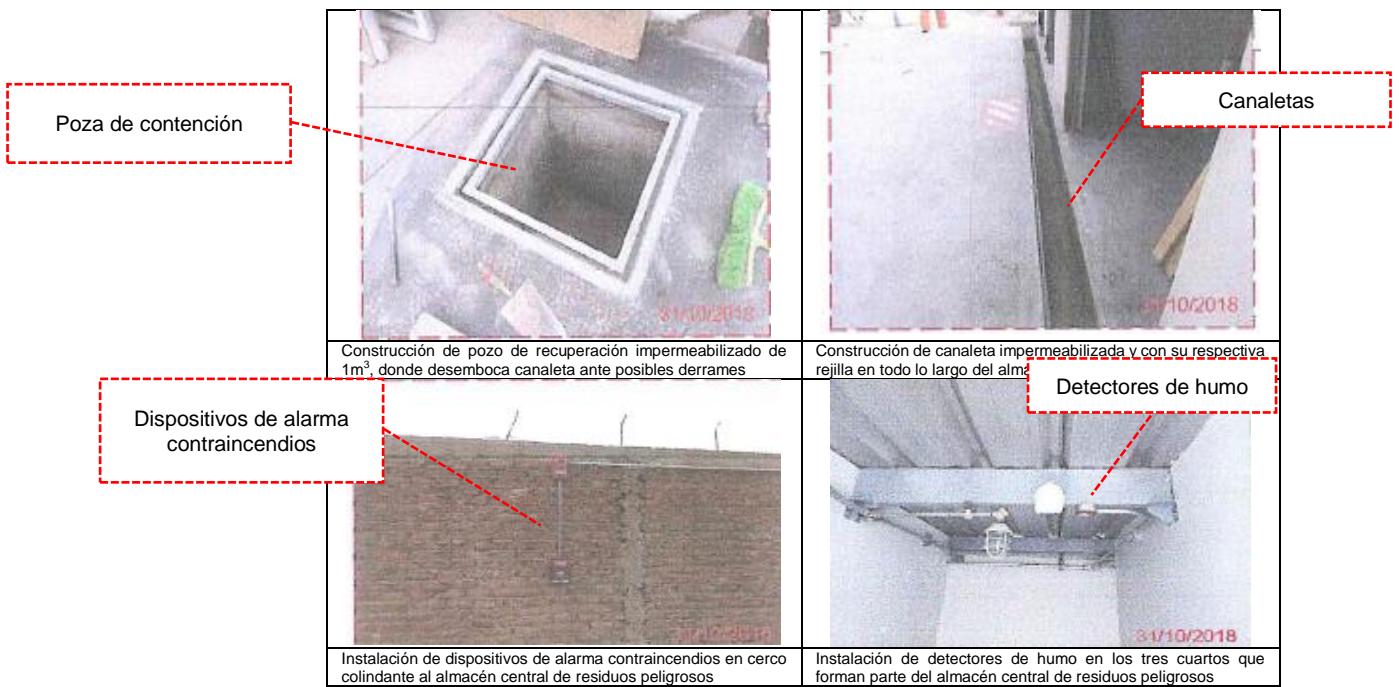 Poza de contención
Canaletas
31/10/2018
10/2018
Construcción de pozo de recuperación impermeabilizado de
1m³, donde desemboca canaleta ante posibles derrames
Construcción de canaleta impermeabilizada y con su respectiva
rejilla en todo lo largo del
Dispositivos de alarma
contraincendios
Detectores de humo
31/10/2018
Instalación de dispositivos de alarma contraincendios en cerco
colindante al almacén central de residuos peligrosos
Instalación de detectores de humo en los tres cuartos que
forman parte del almacén central de residuos peligrosos